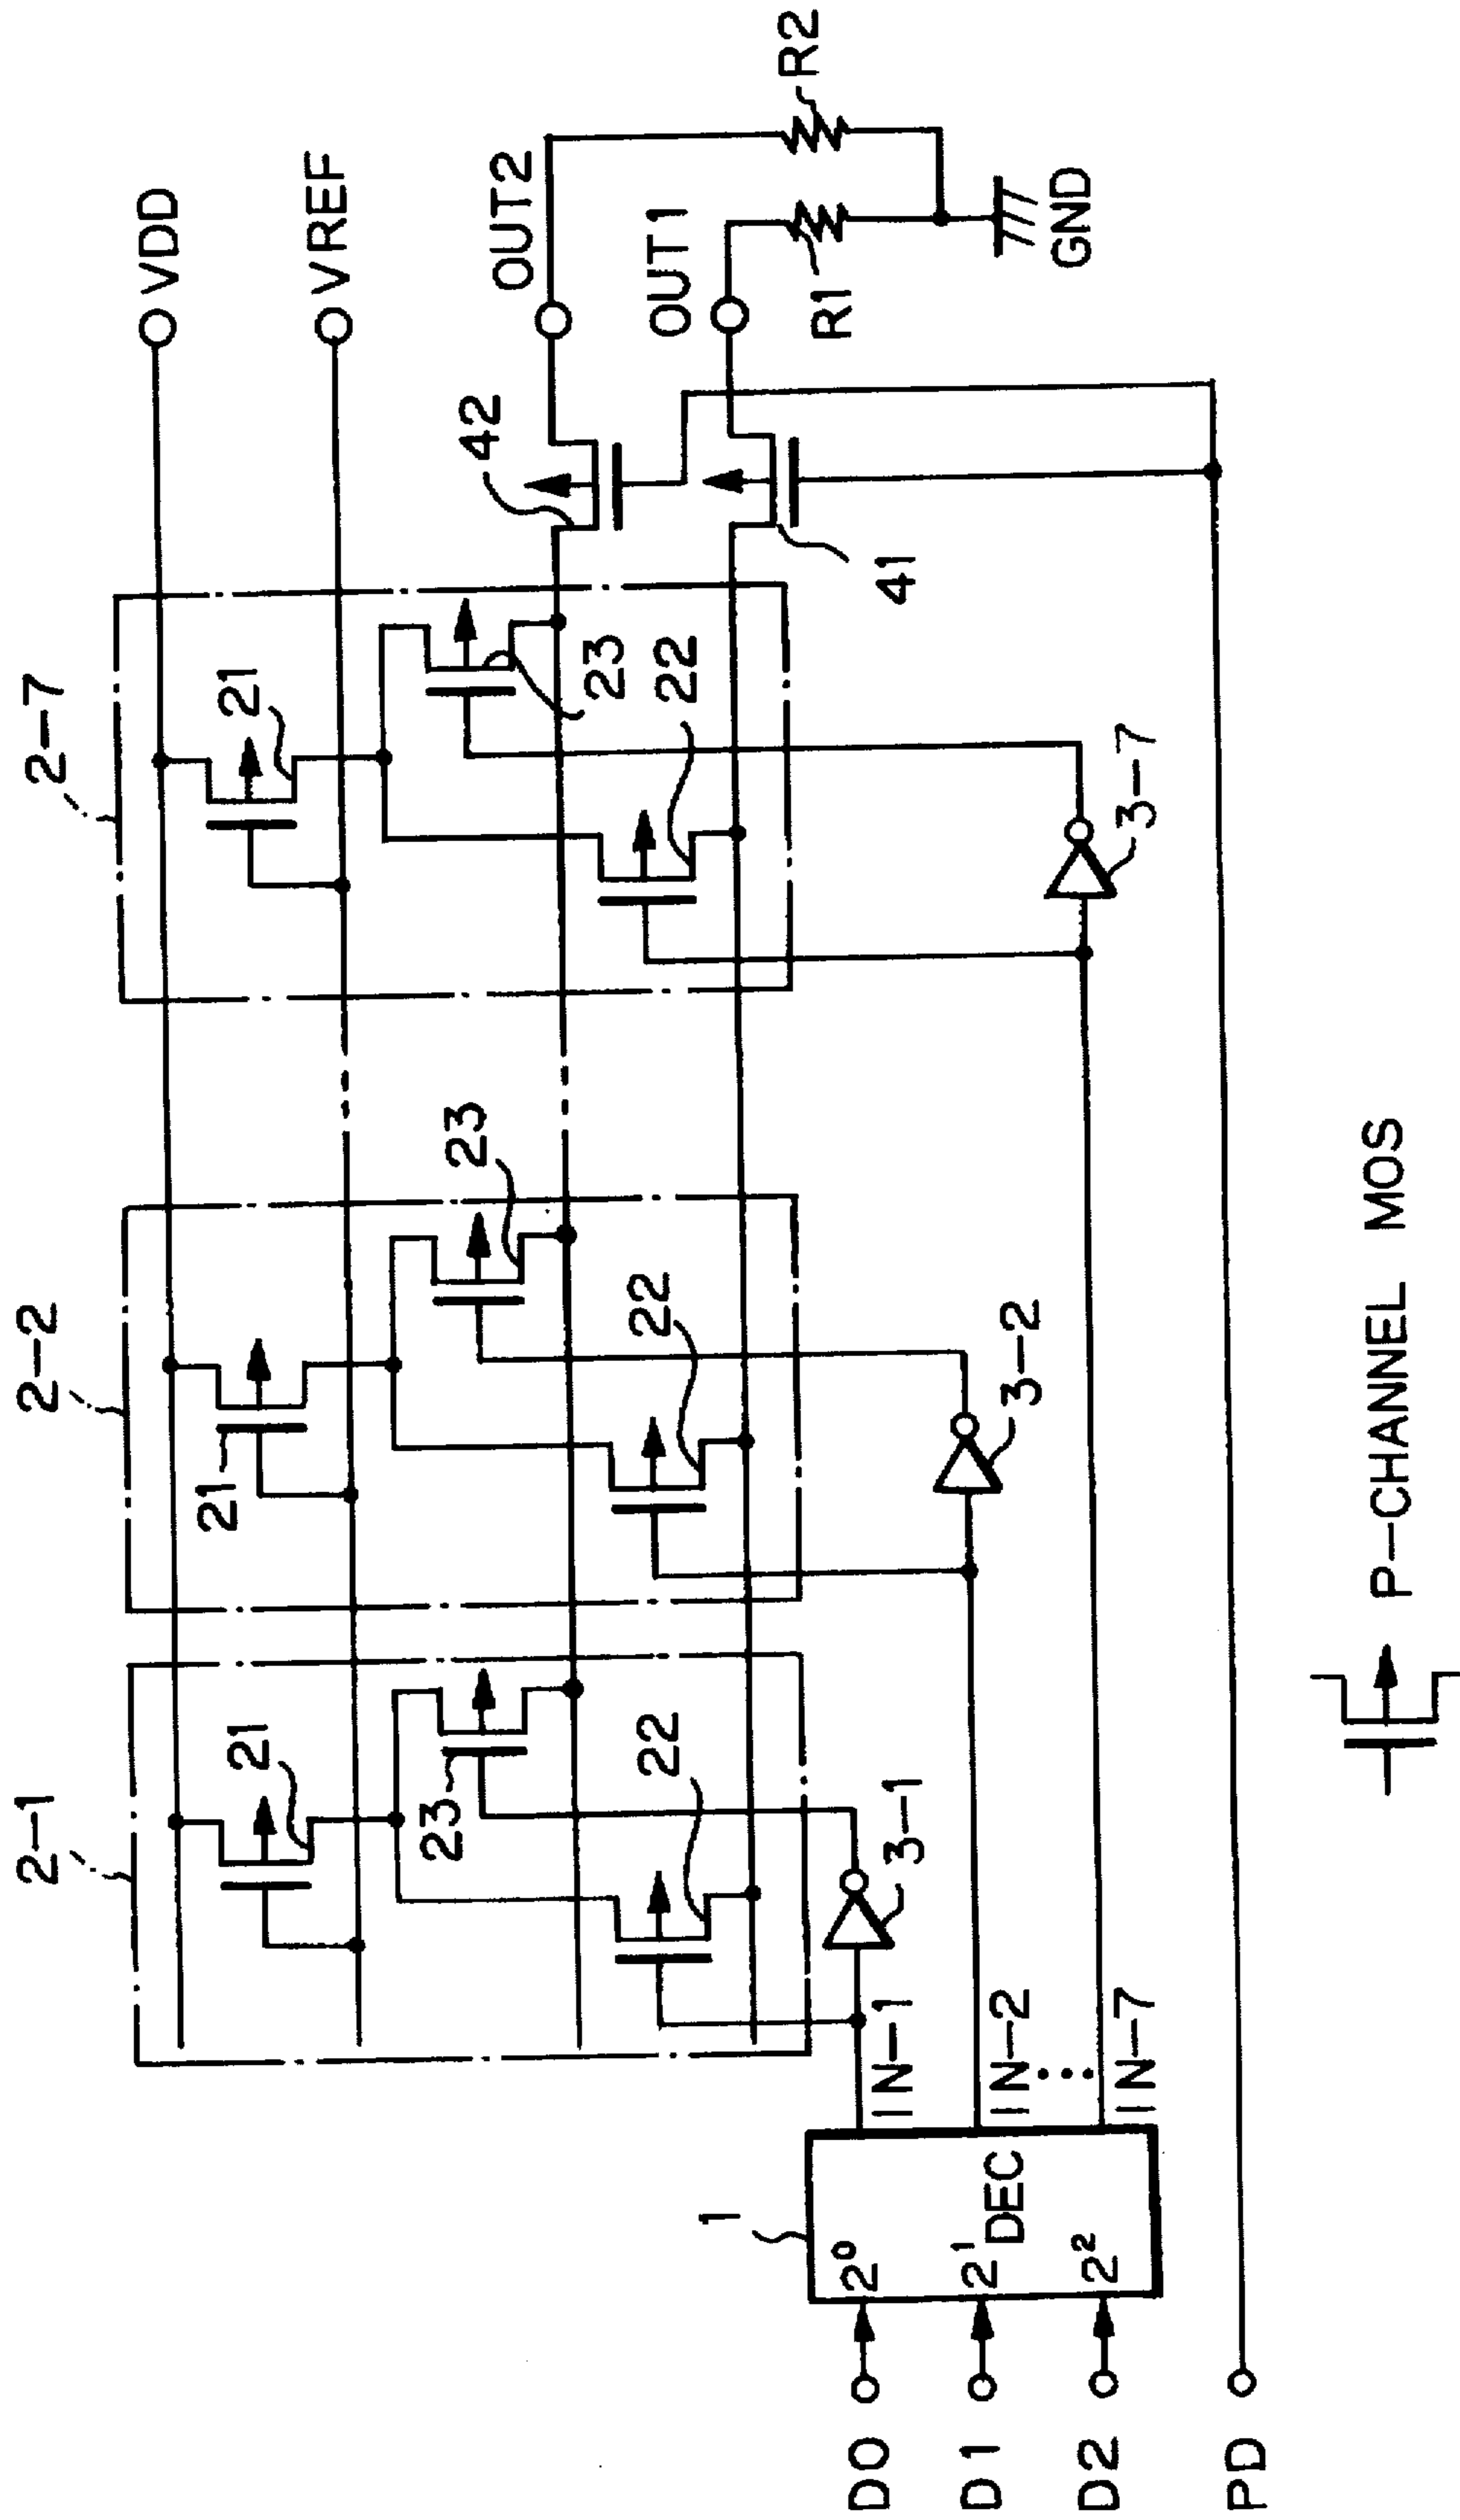 2-1
2-2
2-7
VDD
VREF
21
21
21
23
23
23
22
22
22
42
41
OUT2
OUT1
R2
R1
GND
3-1
3-2
3-7
1
2⁰
2¹
2²
DEC
IN-1
IN-2
IN-7
D0
D1
D2
PD
P-CHANNEL MOS